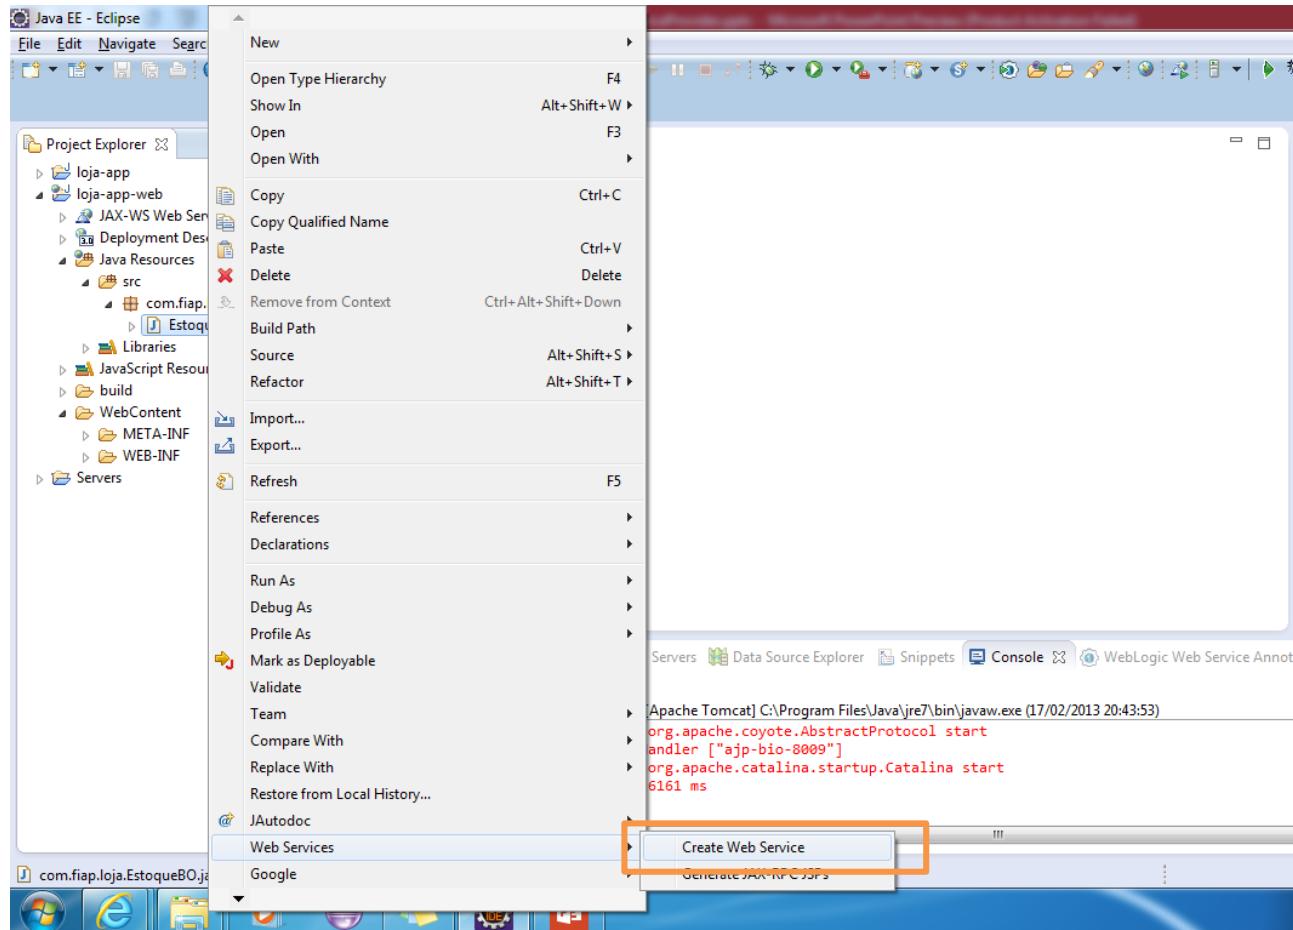 Java EE - Eclipse
File Edit Navigate Searc
Project Explorer
loja-app
loja-app-web
JAX-WS Web Ser
Deployment Des
Java Resources
src
com.fiap.
Estoqu
Libraries
JavaScript Resou
build
WebContent
META-INF
WEB-INF
Servers
New
Open Type Hierarchy F4
Show In Alt+Shift+W
Open F3
Open With
Copy Ctrl+C
Copy Qualified Name
Paste Ctrl+V
Delete Delete
Remove from Context Ctrl+Alt+Shift+Down
Build Path
Source Alt+Shift+S
Refactor Alt+Shift+T
Import...
Export...
Refresh F5
References
Declarations
Run As
Debug As
Profile As
Mark as Deployable
Validate
Team
Compare With
Replace With
Restore from Local History...
JAutodoc
Web Services
Google
Create Web Service
Generate JAX-RPC JSPs
Servers Data Source Explorer Snippets Console WebLogic Web Service Annot
[Apache Tomcat] C:\Program Files\Java\jre7\bin\javaw.exe (17/02/2013 20:43:53)
org.apache.coyote.AbstractProtocol start
andler ["ajp-bio-8009"]
org.apache.catalina.startup.Catalina start
6161 ms
com.fiap.loja.EstoqueBO.ja